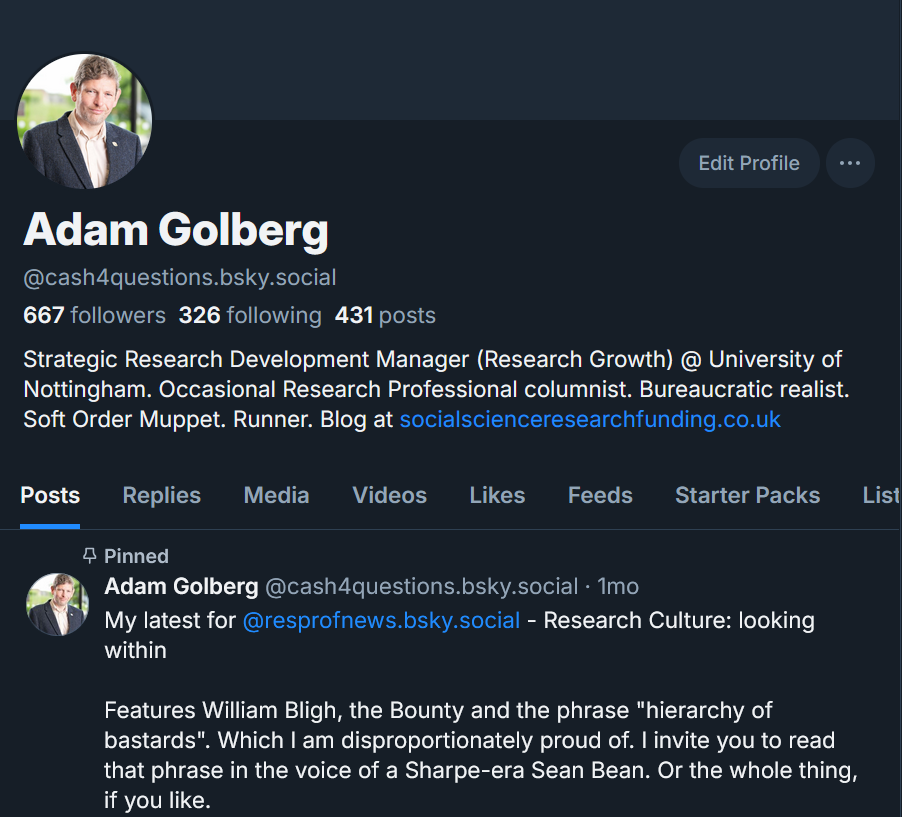 Edit Profile
Adam Golberg
@cash4questions.bsky.social
667 followers 326 following 431 posts
Strategic Research Development Manager (Research Growth) @ University of
Nottingham. Occasional Research Professional columnist. Bureaucratic realist.
Soft Order Muppet. Runner. Blog at socialscienceresearchfunding.co.uk
Posts Replies Media Videos Likes Feeds Starter Packs List
Pinned
Adam Golberg @cash4questions.bsky.social · 1mo
My latest for @resprofnews.bsky.social - Research Culture: looking
within
Features William Bligh, the Bounty and the phrase "hierarchy of
bastards". Which I am disproportionately proud of. I invite you to read
that phrase in the voice of a Sharpe-era Sean Bean. Or the whole thing,
if you like.